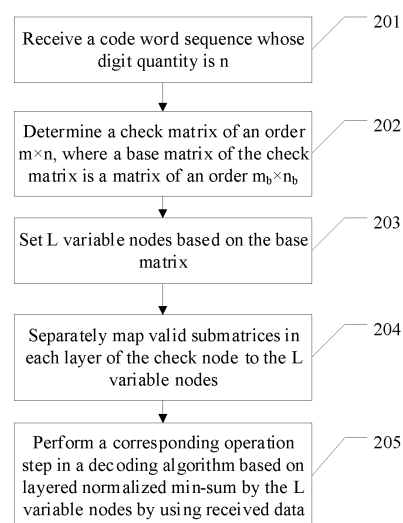 201
Receive a code word sequence whose
digit quantity is n
202
Determine a check matrix of an order
m×n, where a base matrix of the check
matrix is a matrix of an order mb×nb
203
Set L variable nodes based on the base
matrix
204
Separately map valid submatrices in
each layer of the check node to the L
variable nodes
205
Perform a corresponding operation
step in a decoding algorithm based on
layered normalized min-sum by the L
variable nodes by using received data